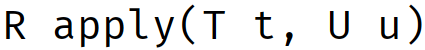 R apply(T t, U u)